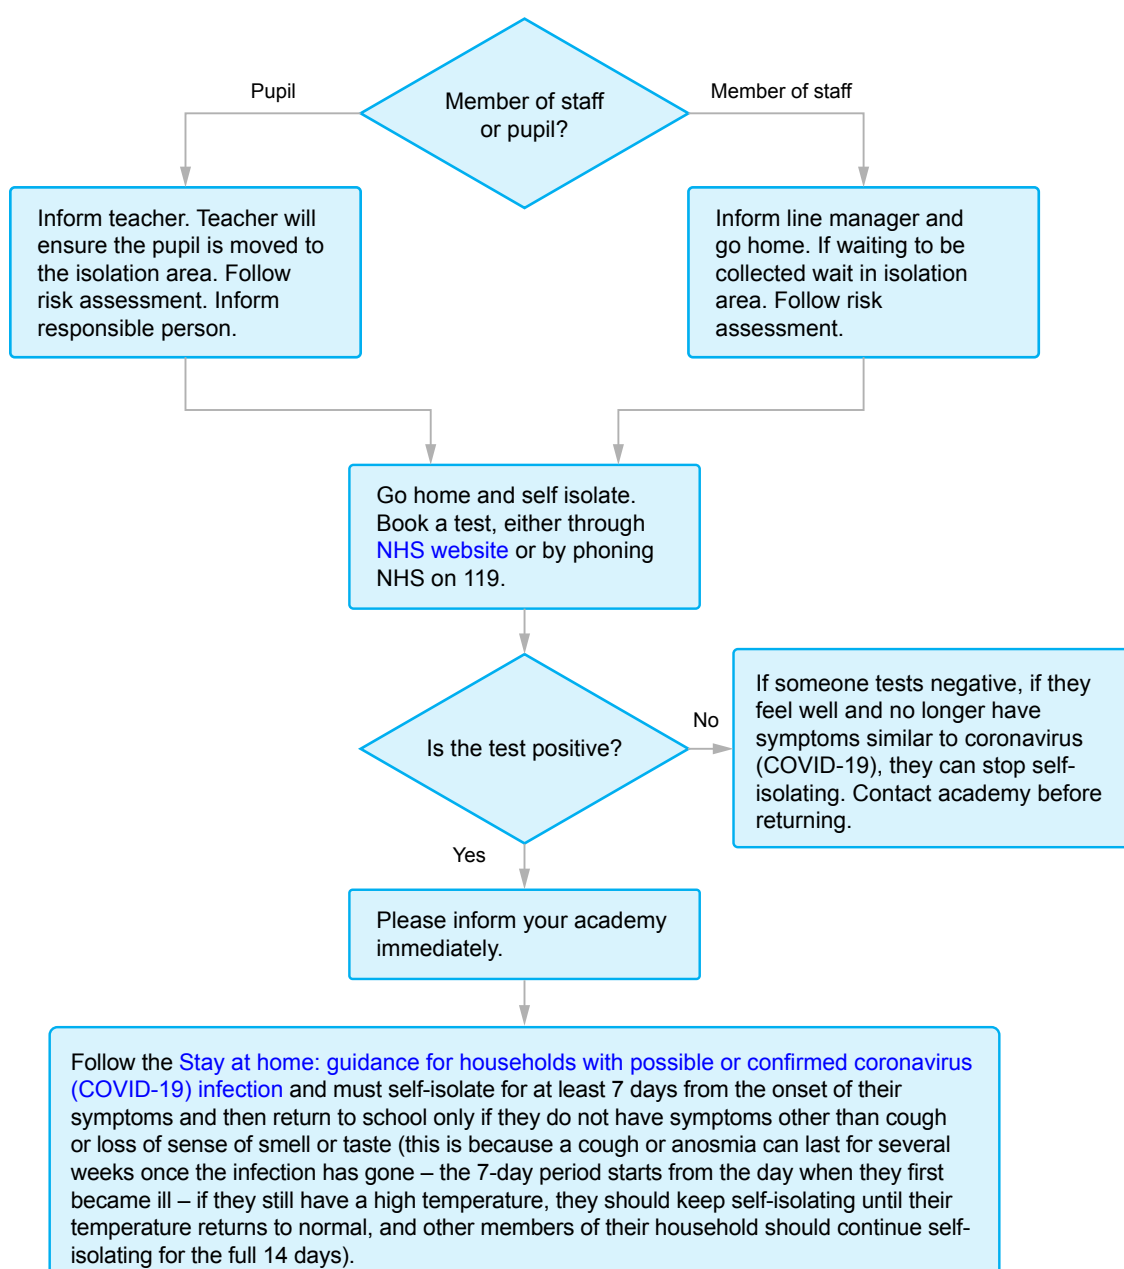 Member of staff
or pupil?
Pupil
Member of staff
Inform teacher. Teacher will
ensure the pupil is moved to
the isolation area. Follow
risk assessment. Inform
responsible person.
Inform line manager and
go home. If waiting to be
collected wait in isolation
area. Follow risk
assessment.
Go home and self isolate.
Book a test, either through
NHS website or by phoning
NHS on 119.
Is the test positive?
No
If someone tests negative, if they
feel well and no longer have
symptoms similar to coronavirus
(COVID-19), they can stop self-
isolating. Contact academy before
returning.
Yes
Please inform your academy
immediately.
Follow the Stay at home: guidance for households with possible or confirmed coronavirus
(COVID-19) infection and must self-isolate for at least 7 days from the onset of their
symptoms and then return to school only if they do not have symptoms other than cough
or loss of sense of smell or taste (this is because a cough or anosmia can last for several
weeks once the infection has gone – the 7-day period starts from the day when they first
became ill – if they still have a high temperature, they should keep self-isolating until their
temperature returns to normal, and other members of their household should continue self-
isolating for the full 14 days).